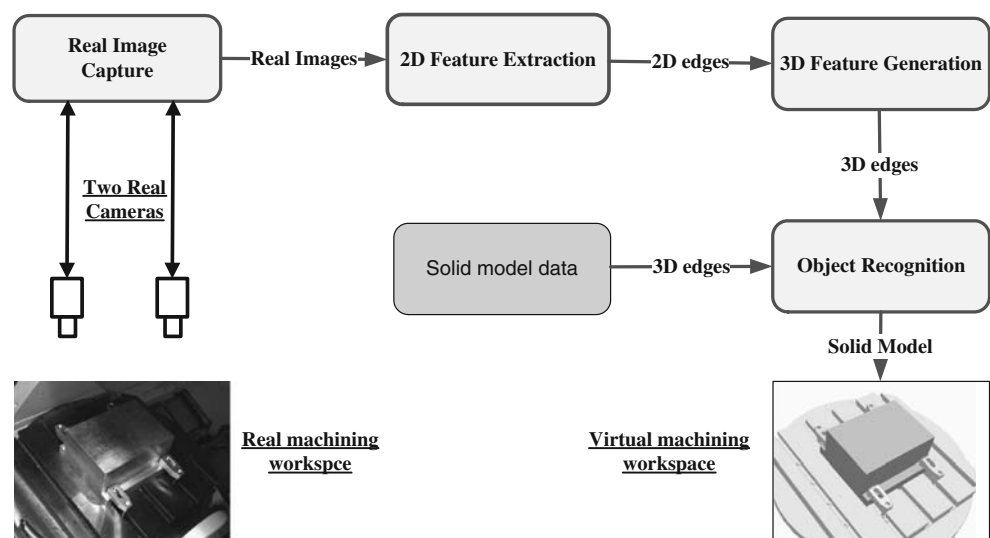 Real Image
Capture
Real Images
2D Feature Extraction
2D edges
3D Feature Generation
Two Real
Cameras
3D edges
Solid model data
3D edges
Object Recognition
Solid Model
Real machining
workspce
Virtual machining
workspace